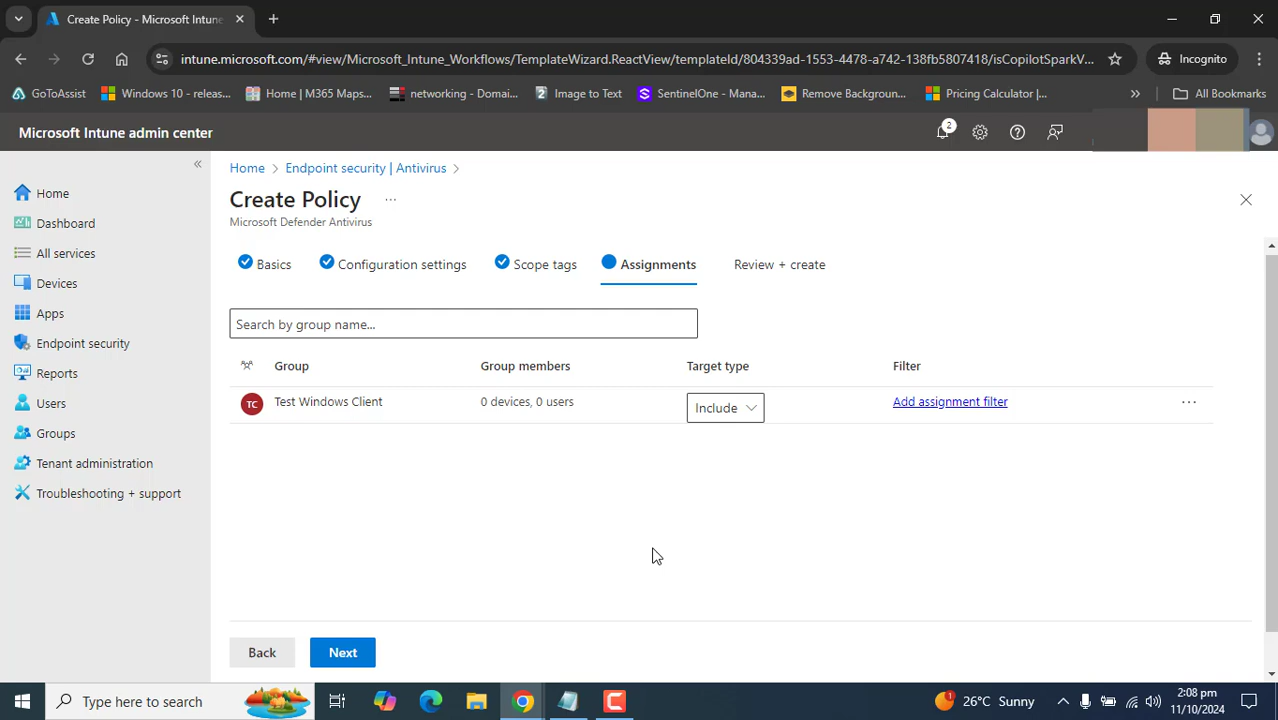 Create Policy - Microsoft Intune
intune.microsoft.com/#view/Microsoft_Intune_Workflows/TemplateWizard.ReactView/templateId/804339ad-1553-4478-a742-138fb5807418/isCopilotSparkV...
Incognito
GoToAssist
Windows 10 - releas...
Home | M365 Maps...
networking - Domai...
Image to Text
SentinelOne - Mana...
Remove Backgroun...
Pricing Calculator |...
All Bookmarks
Microsoft Intune admin center
2
Home
Dashboard
All services
Devices
Apps
Endpoint security
Reports
Users
Groups
Tenant administration
Troubleshooting + support
Home > Endpoint security | Antivirus >
Create Policy ...
Microsoft Defender Antivirus
Basics
Configuration settings
Scope tags
Assignments
Review + create
Search by group name...
Group Group members Target type Filter
TC Test Windows Client 0 devices, 0 users Include Add assignment filter ...
Back
Next
Type here to search
1
26°C Sunny
2:08 pm
11/10/2024